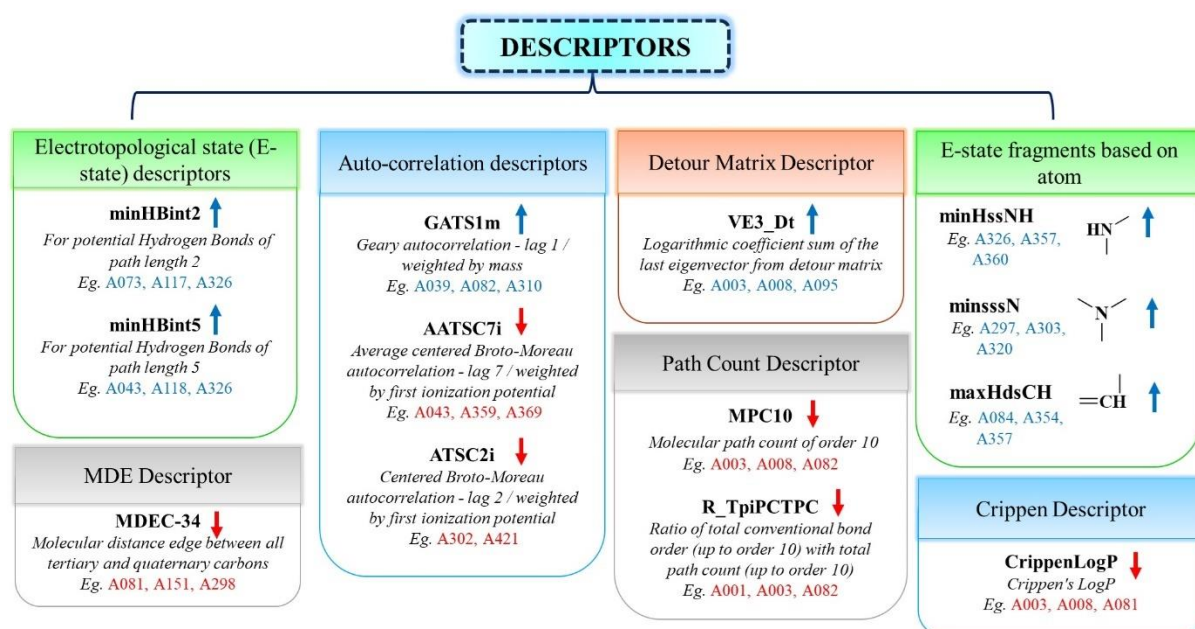 DESCRIPTORS
Electrotopological state (E-
state) descriptors
minHBint2
For potential Hydrogen Bonds of
path length 2
Eg. A073, A117, A326
minHBint5
For potential Hydrogen Bonds of
path length 5
Eg. A043, A118, A326
MDE Descriptor
MDEC-34
Molecular distance edge between all
tertiary and quaternary carbons
Eg. A081, A151, A298
Auto-correlation descriptors
GATS1m
Geary autocorrelation - lag 1 /
weighted by mass
Eg. A039, A082, A310
AATSC7i
Average centered Broto-Moreau
autocorrelation - lag 7 / weighted
by first ionization potential
Eg. A043, A359, A369
ATSC2i
Centered Broto-Moreau
autocorrelation - lag 2 / weighted
by first ionization potential
Eg. A302, A421
Detour Matrix Descriptor
VE3_Dt
Logarithmic coefficient sum of the
last eigenvector from detour matrix
Eg. A003, A008, A095
Path Count Descriptor
MPC10
Molecular path count of order 10
Eg. A003, A008, A082
R_TpiPCTPC
Ratio of total conventional bond
order (up to order 10) with total
path count (up to order 10)
Eg. A001, A003, A082
E-state fragments based on
atom
minHssNH
Eg. A326, A357,
A360
HN
minsssN
Eg. A297, A303,
A320
N
maxHdsCH
Eg. A084, A354,
A357
=CH
Crippen Descriptor
CrippenLogP
Crippen's LogP
Eg. A003, A008, A081